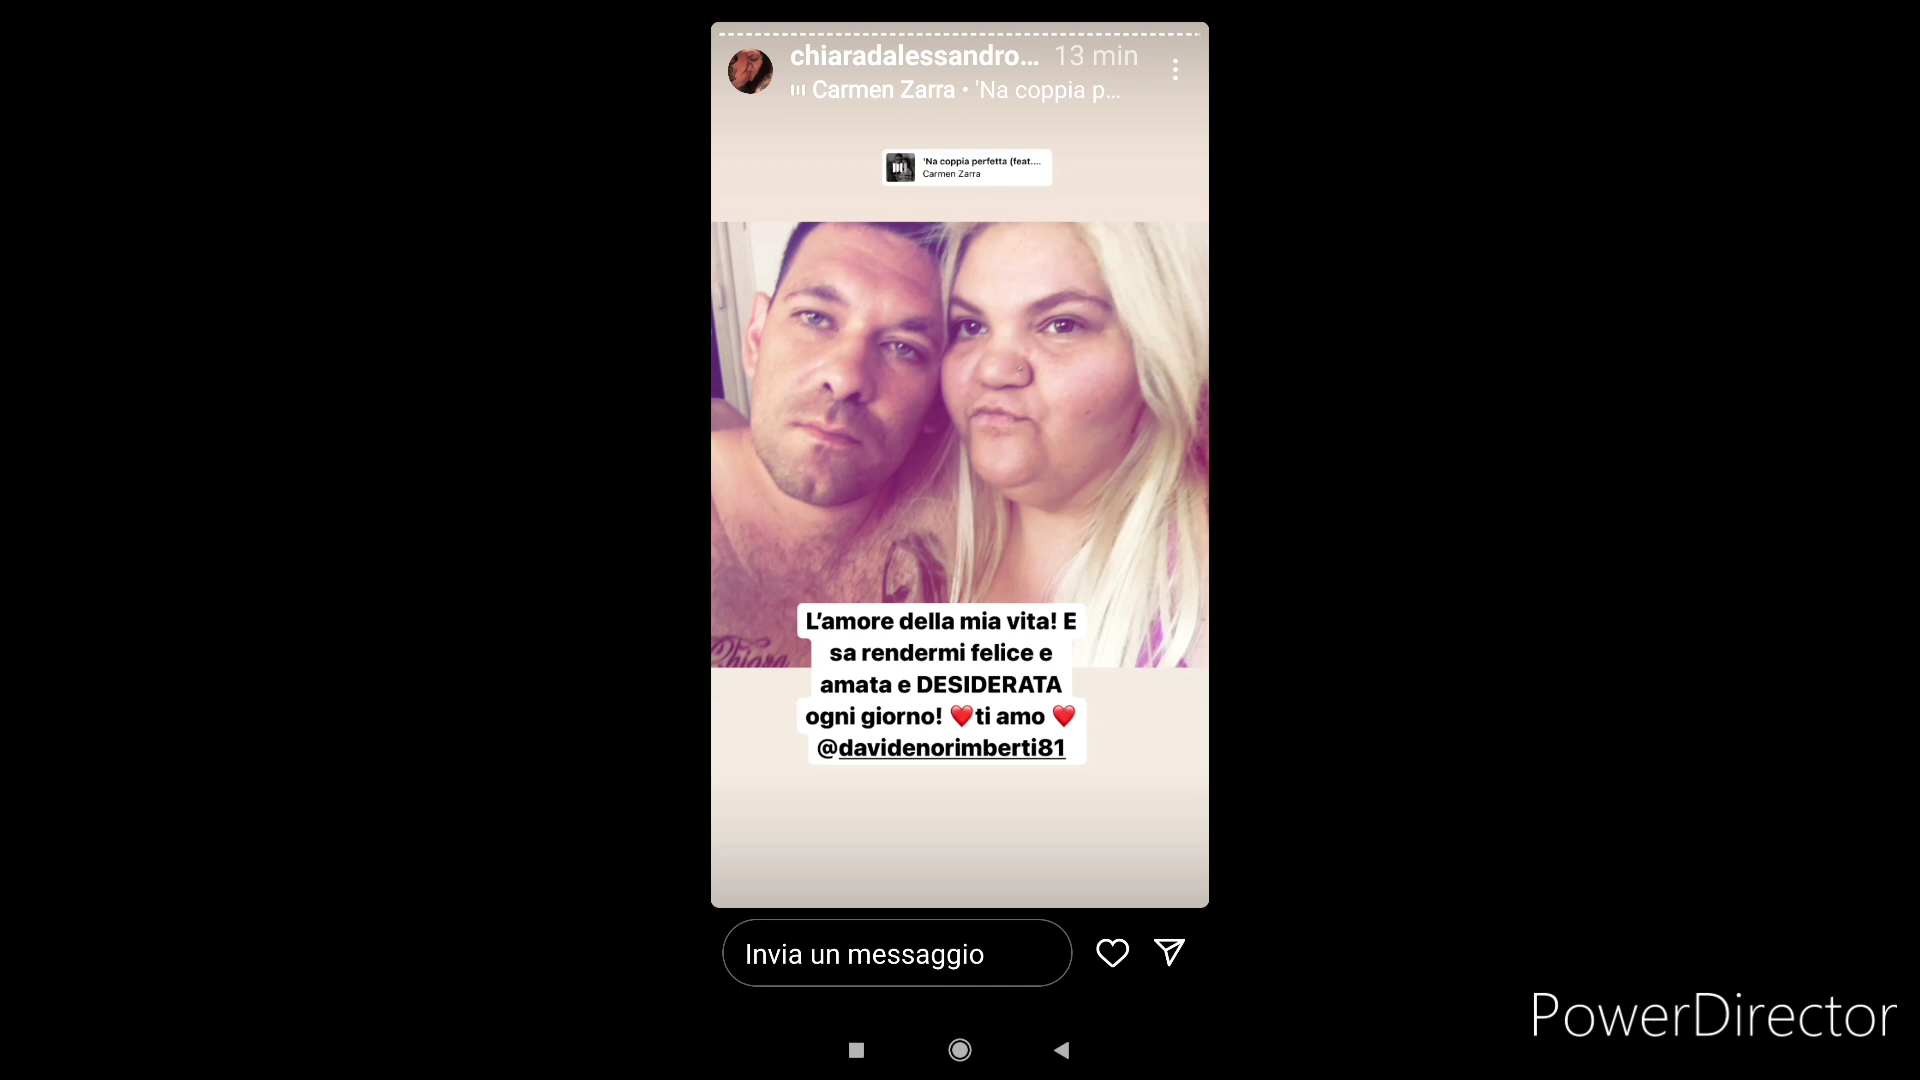 chiaradalessandro... 13 min
Carmen Zarra • 'Na coppia p...
'Na coppia perfetta (feat....
Carmen Zarra
Chiara
L'amore della mia vita! E
sa rendermi felice e
amata e DESIDERATA
ogni giorno! ❤️ti amo ❤️
@davidenorimberti81
Invia un messaggio
PowerDirector